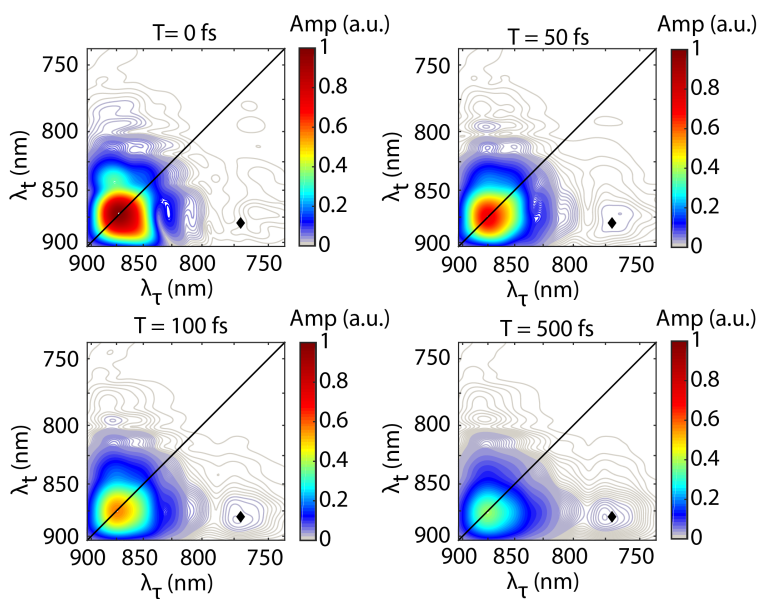 T= 0 fs
Amp (a.u.)
1
0.8
0.6
0.4
0.2
0
750
800
850
900
λt (nm)
900 850 800 750
λτ (nm)
T = 50 fs
Amp (a.u.)
1
0.8
0.6
0.4
0.2
0
750
800
850
900
λt (nm)
900 850 800 750
λτ (nm)
T = 100 fs
Amp (a.u.)
1
0.8
0.6
0.4
0.2
0
750
800
850
900
λt (nm)
900 850 800 750
λτ (nm)
T = 500 fs
Amp (a.u.)
1
0.8
0.6
0.4
0.2
0
750
800
850
900
λt (nm)
900 850 800 750
λτ (nm)